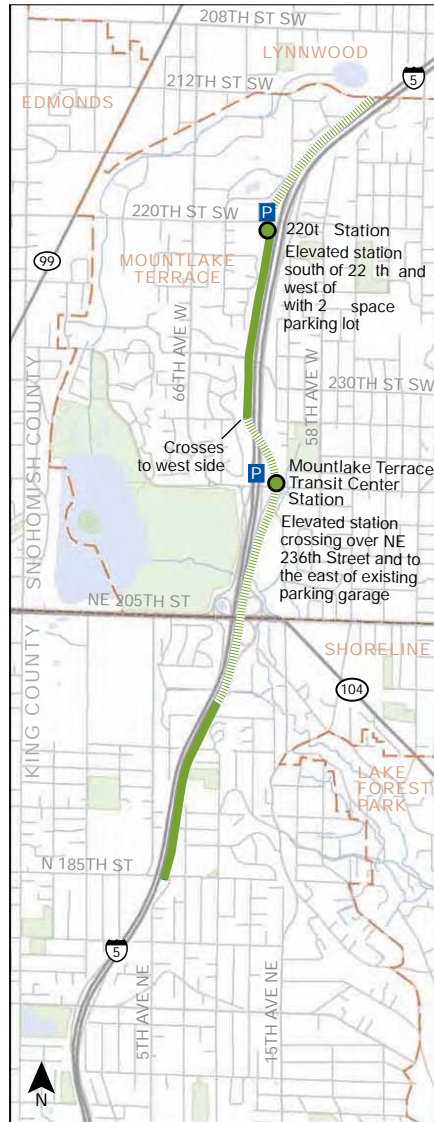 208TH ST SW
LYNNWOOD
5
212TH ST SW
EDMONDS
P
220TH ST SW
220t Station
Elevated station
south of 22 th and
west of
with 2 space
parking lot
99
MOUNTLAKE
TERRACE
66TH AVE W
58TH AVE W
230TH ST SW
Crosses
to west side
P
Mountlake Terrace
Transit Center
Station
Elevated station
crossing over NE
236th Street and to
the east of existing
parking garage
SNOHOMISH COUNTY
NE 205TH ST
KING COUNTY
SHORELINE
104
LAKE
FOREST
PARK
N 185TH ST
5
5TH AVE NE
15TH AVE NE
N